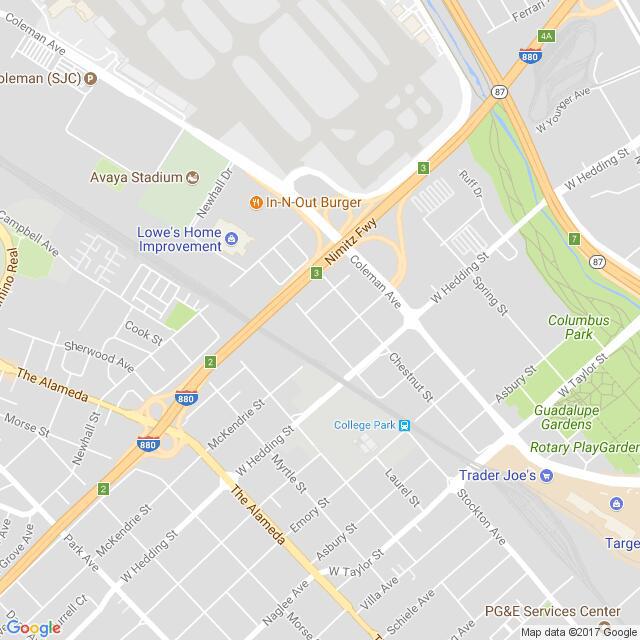 Ferrari
4A
880
Coleman Ave
87
W Younger Ave
oleman (SJC)
W Hedding St
3
Avaya Stadium
Newhall Dr
Ruff Dr
In-N-Out Burger
Campbell Ave
Lowe's Home
Improvement
Nimitz Fwy
7
87
3
Coleman Ave
W Hedding St
Spring St
mino Real
Columbus
Park
Cook St
Sherwood Ave
2
Chestnut St
W Taylor St
Asbury St
The Alameda
880
Guadalupe
Gardens
McKendrie St
College Park
Morse St
Newhall St
880
Rotary PlayGarden
W Hedding St
Trader Joe's
Myrtle St
Laurel St
2
The Alameda
Stockton Ave
McKendrie St
Emory St
Grove Ave
Park Ave
Asbury St
Targe
W Hedding St
W Taylor St
Villa Ave
Naglee Ave
Schiele Ave
PG&E Services Center
Google
Map data ©2017 Goo